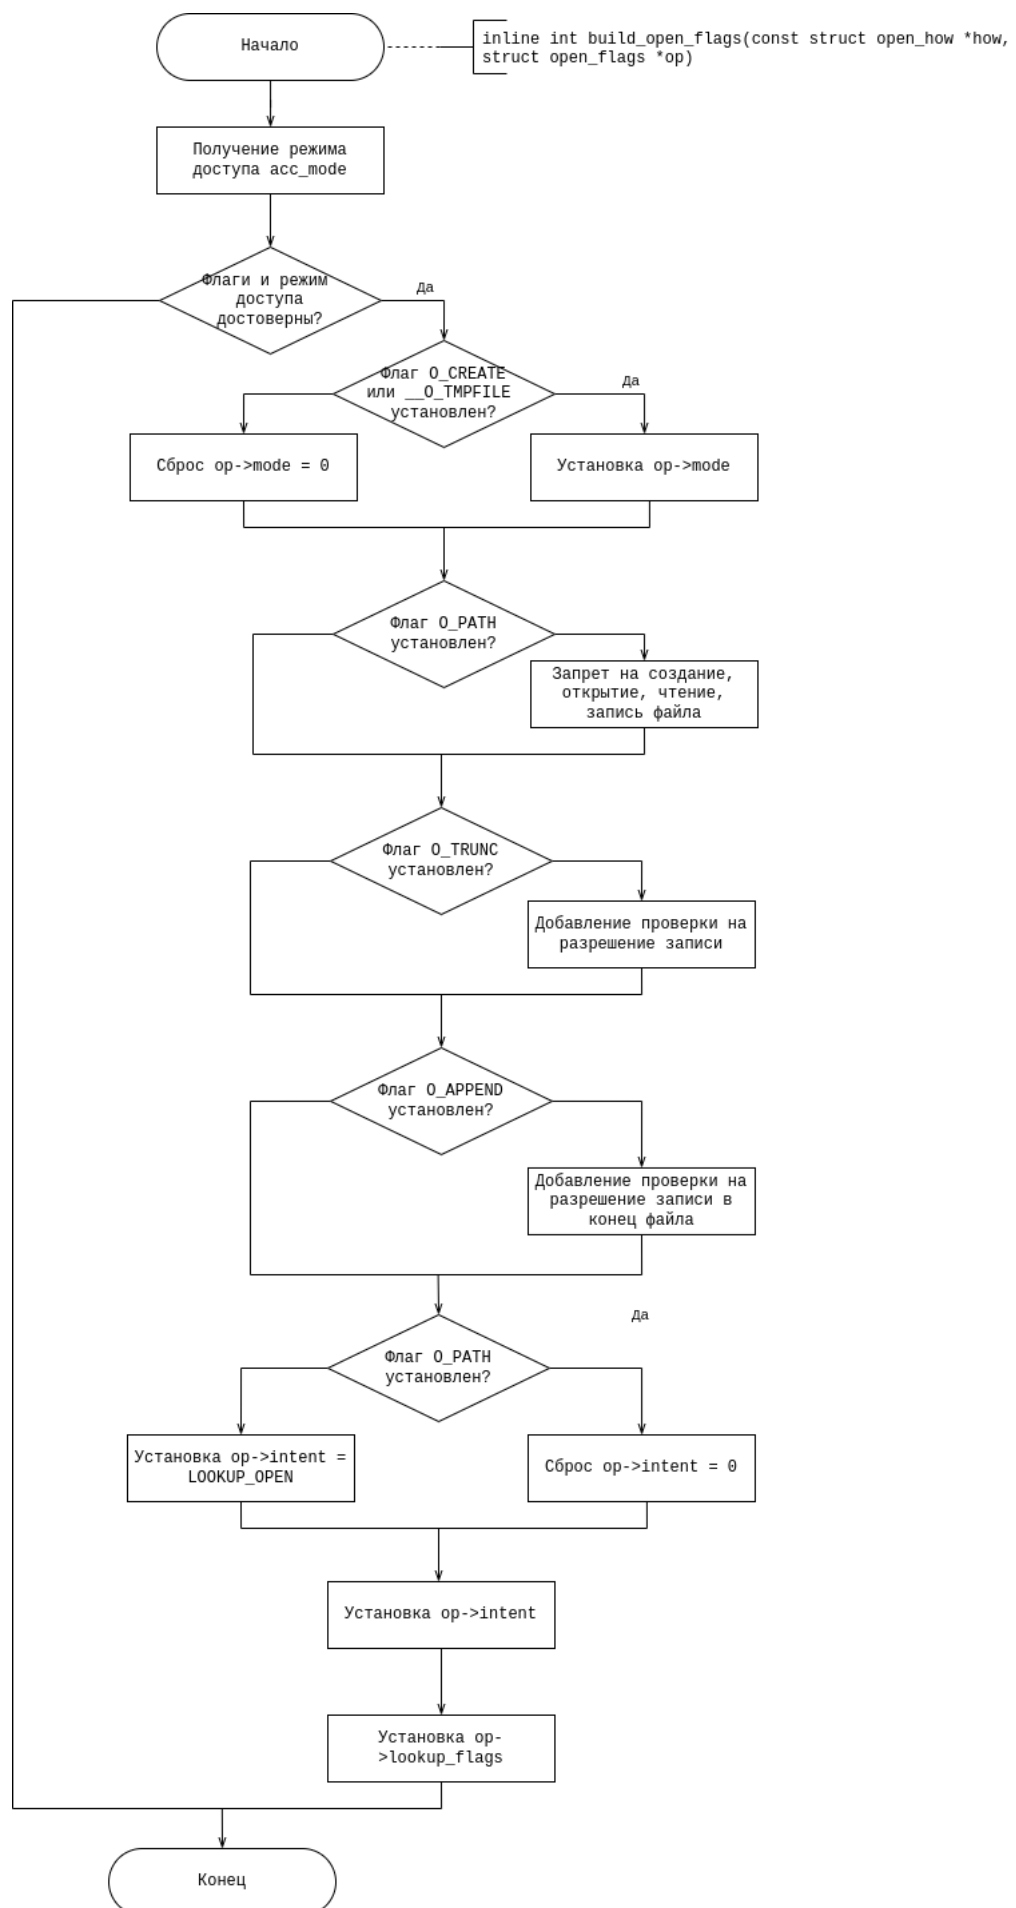 Начало
inline int build_open_flags(const struct open_how *how,
struct open_flags *op)
Получение режима
доступа acc_mode
Флаги и режим
доступа
достоверны?
Да
Флаг O_CREATE
или __O_TMPFILE
установлен?
Да
Сброс op->mode = 0
Установка op->mode
Флаг O_PATH
установлен?
Запрет на создание,
открытие, чтение,
запись файла
Флаг O_TRUNC
установлен?
Добавление проверки на
разрешение записи
Флаг O_APPEND
установлен?
Добавление проверки на
разрешение записи в
конец файла
Да
Флаг O_PATH
установлен?
Установка op->intent =
LOOKUP_OPEN
Сброс op->intent = 0
Установка op->intent
Установка op-
>lookup_flags
Конец